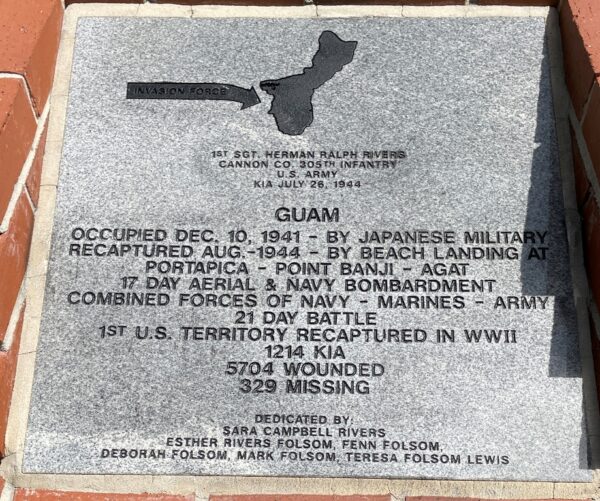 INVASION FORCE
1ST SGT. HERMAN RALPH RIVERS
CANNON CO. 305TH INFANTRY
U.S. ARMY
KIA JULY 26, 1944
GUAM
OCCUPIED DEC. 10, 1941 - BY JAPANESE MILITARY
RECAPTURED AUG.-1944 - BY BEACH LANDING AT
PORTAPICA - POINT BANJI - AGAT
17 DAY AERIAL & NAVY BOMBARDMENT
COMBINED FORCES OF NAVY - MARINES - ARMY
21 DAY BATTLE
1ST U.S. TERRITORY RECAPTURED IN WWII
1214 KIA
5704 WOUNDED
329 MISSING
DEDICATED BY:
SARA CAMPBELL RIVERS
ESTHER RIVERS FOLSOM, FENN FOLSOM,
DEBORAH FOLSOM, MARK FOLSOM, TERESA FOLSOM LEWIS